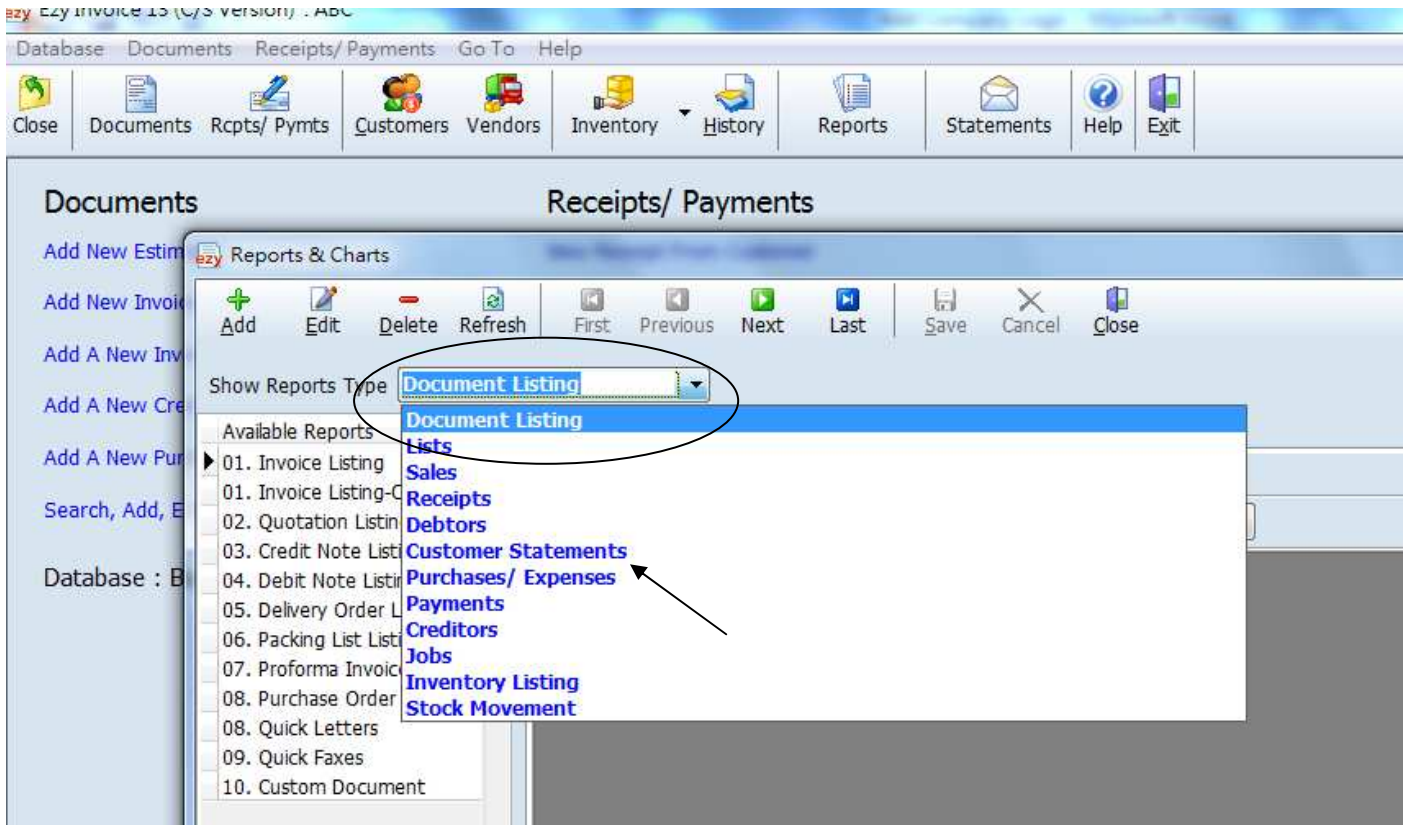 Ezy Invoice 13 (C/S Version) : ABC
Database Documents Receipts/ Payments Go To Help
Close Documents Rcpts/ Pymts Customers Vendors Inventory History Reports Statements Help Exit
Documents Receipts/ Payments
Add New Estim
ezy Reports & Charts
Add New Invoic
Add Edit Delete Refresh First Previous Next Last Save Cancel Close
Add A New Inv
Show Reports Type Document Listing
Add A New Cre
Available Reports
Document Listing
Lists
Sales
Receipts
Debtors
Customer Statements
Purchases/ Expenses
Payments
Creditors
Jobs
Inventory Listing
Stock Movement
Add A New Pur
01. Invoice Listing
01. Invoice Listing-C
Search, Add, E
02. Quotation Listin
03. Credit Note Listi
Database : B
04. Debit Note Listin
05. Delivery Order L
06. Packing List Listi
07. Proforma Invoic
08. Purchase Order
08. Quick Letters
09. Quick Faxes
10. Custom Document